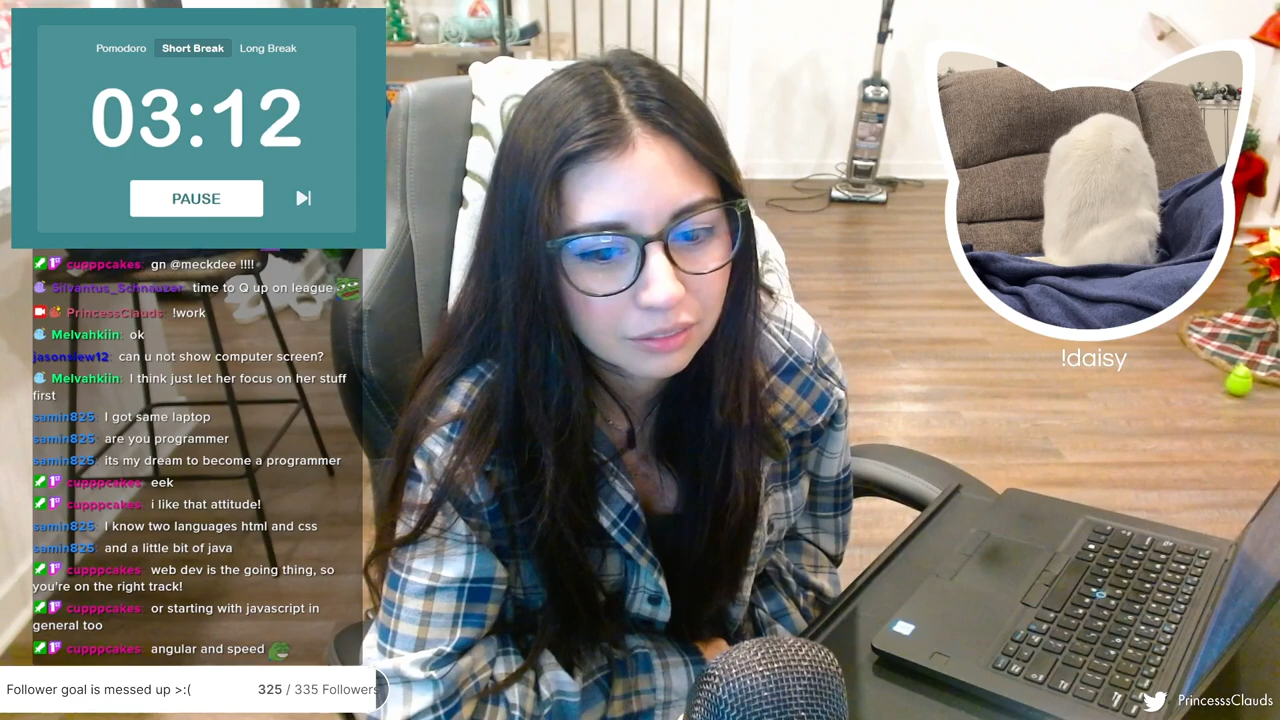 Pomodoro Short Break Long Break
03:12
PAUSE
cupppcakes: gn @meckdee !!!!
Silvantus_Schnauzer: time to Q up on league
PrincessClauds: !work
Melvahkiin: ok
jasonslew12: can u not show computer screen?
Melvahkiin: I think just let her focus on her stuff
first
samin825: I got same laptop
samin825: are you programmer
samin825: its my dream to become a programmer
cupppcakes: eek
cupppcakes: i like that attitude!
samin825: I know two languages html and css
samin825: and a little bit of java
cupppcakes: web dev is the going thing, so
you're on the right track!
cupppcakes: or starting with javascript in
general too
cupppcakes: angular and speed
Follower goal is messed up >:( 325 / 335 Followers
!daisy
PrincesssClauds